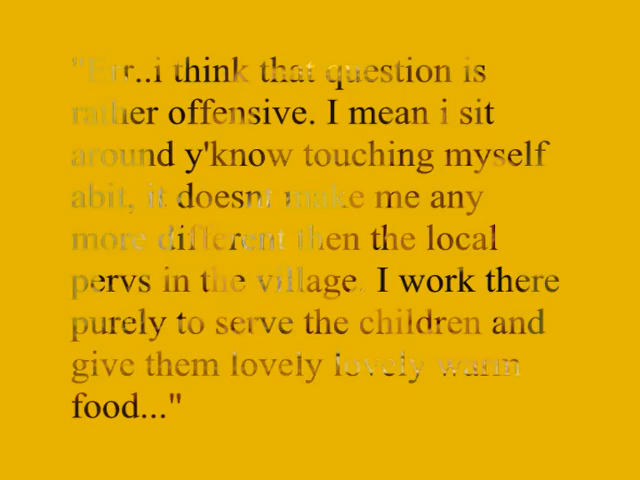 "Err..i think that question is
rather offensive. I mean i sit
around y'know touching myself
abit, it doesnt make me any
more different then the local
pervs in the village. I work there
purely to serve the children and
give them lovely lovely warm
food..."